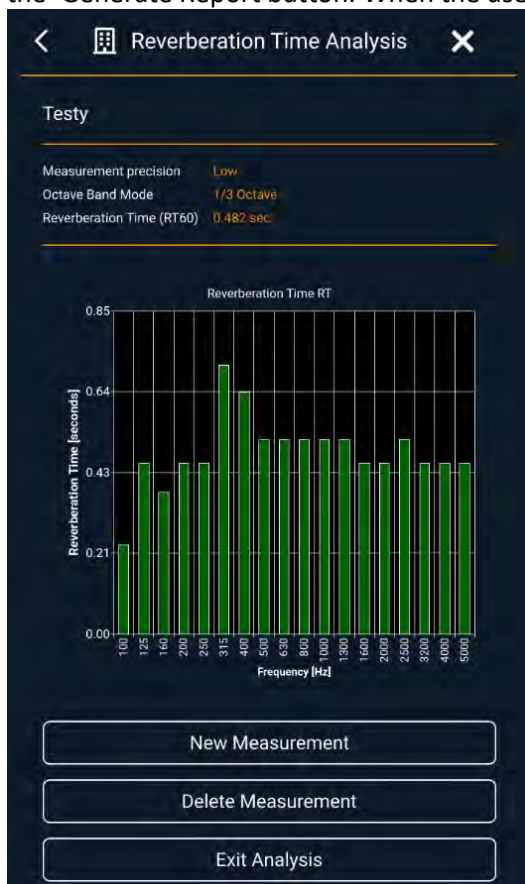 the Generate Report button. When the use
Reverberation Time Analysis
Testy
Measurement precision Low
Octave Band Mode 1/3 Octave
Reverberation Time (RT60) 0.482 sec.
Reverberation Time RT
0.85
0.64
0.43
0.21
0.00
Reverberation Time [seconds]
100 125 160 200 250 315 400 500 630 800 1000 1300 1600 2000 2500 3200 4000 5000
Frequency [Hz]
New Measurement
Delete Measurement
Exit Analysis